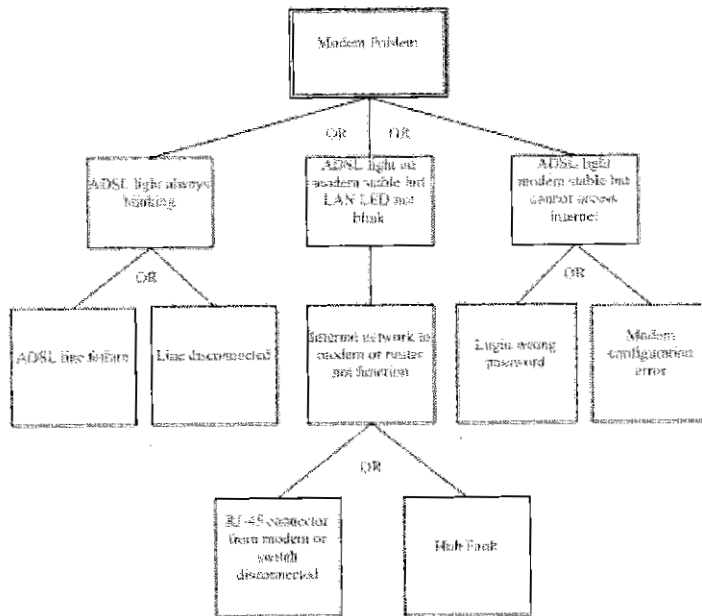 Modem Poblem
OR OR
ADSL light always
blinking
ADSL light on
modem stable but
LAN LED not
blink
ADSL light
modem stable but
cannot access
internet
OR
OR
ADSL line failure
Line disconnected
Internal network to
modem or router
not function
Login wrong
password
Modem
configuration
error
OR
RJ-45 connector
from modem or
switch
disconnected
Hub Fault